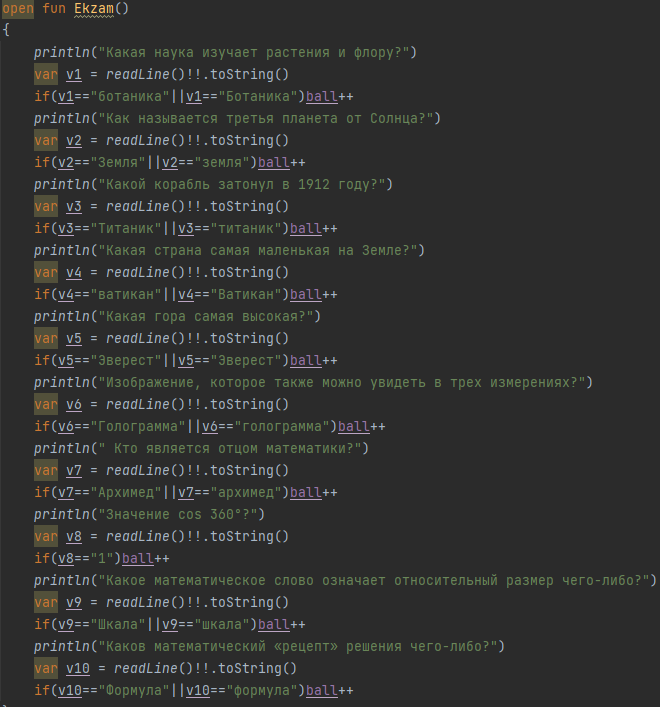 open fun Ekzam()
{
    println("Какая наука изучает растения и флору?")
    var v1 = readLine()!!.toString()
    if(v1=="ботаника"||v1=="Ботаника")ball++
    println("Как называется третья планета от Солнца?")
    var v2 = readLine()!!.toString()
    if(v2=="Земля"||v2=="земля")ball++
    println("Какой корабль затонул в 1912 году?")
    var v3 = readLine()!!.toString()
    if(v3=="Титаник"||v3=="титаник")ball++
    println("Какая страна самая маленькая на Земле?")
    var v4 = readLine()!!.toString()
    if(v4=="ватикан"||v4=="Ватикан")ball++
    println("Какая гора самая высокая?")
    var v5 = readLine()!!.toString()
    if(v5=="Эверест"||v5=="Эверест")ball++
    println("Изображение, которое также можно увидеть в трех измерениях?")
    var v6 = readLine()!!.toString()
    if(v6=="Голограмма"||v6=="голограмма")ball++
    println(" Кто является отцом математики?")
    var v7 = readLine()!!.toString()
    if(v7=="Архимед"||v7=="архимед")ball++
    println("Значение cos 360°?")
    var v8 = readLine()!!.toString()
    if(v8=="1")ball++
    println("Какое математическое слово означает относительный размер чего-либо?")
    var v9 = readLine()!!.toString()
    if(v9=="Шкала"||v9=="шкала")ball++
    println("Каков математический «рецепт» решения чего-либо?")
    var v10 = readLine()!!.toString()
    if(v10=="Формула"||v10=="формула")ball++